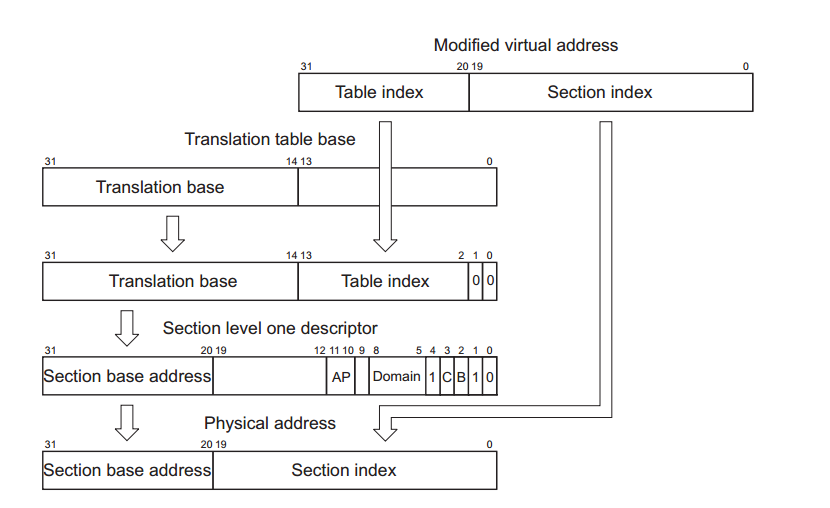 Modified virtual address
31 20 19 0
Table index Section index
Translation table base
31 14 13 0
Translation base
31 14 13 2 1 0
Translation base Table index 0 0
Section level one descriptor
31 20 19 12 11 10 9 8 5 4 3 2 1 0
Section base address AP Domain 1 C B 1 0
Physical address
31 20 19 0
Section base address Section index